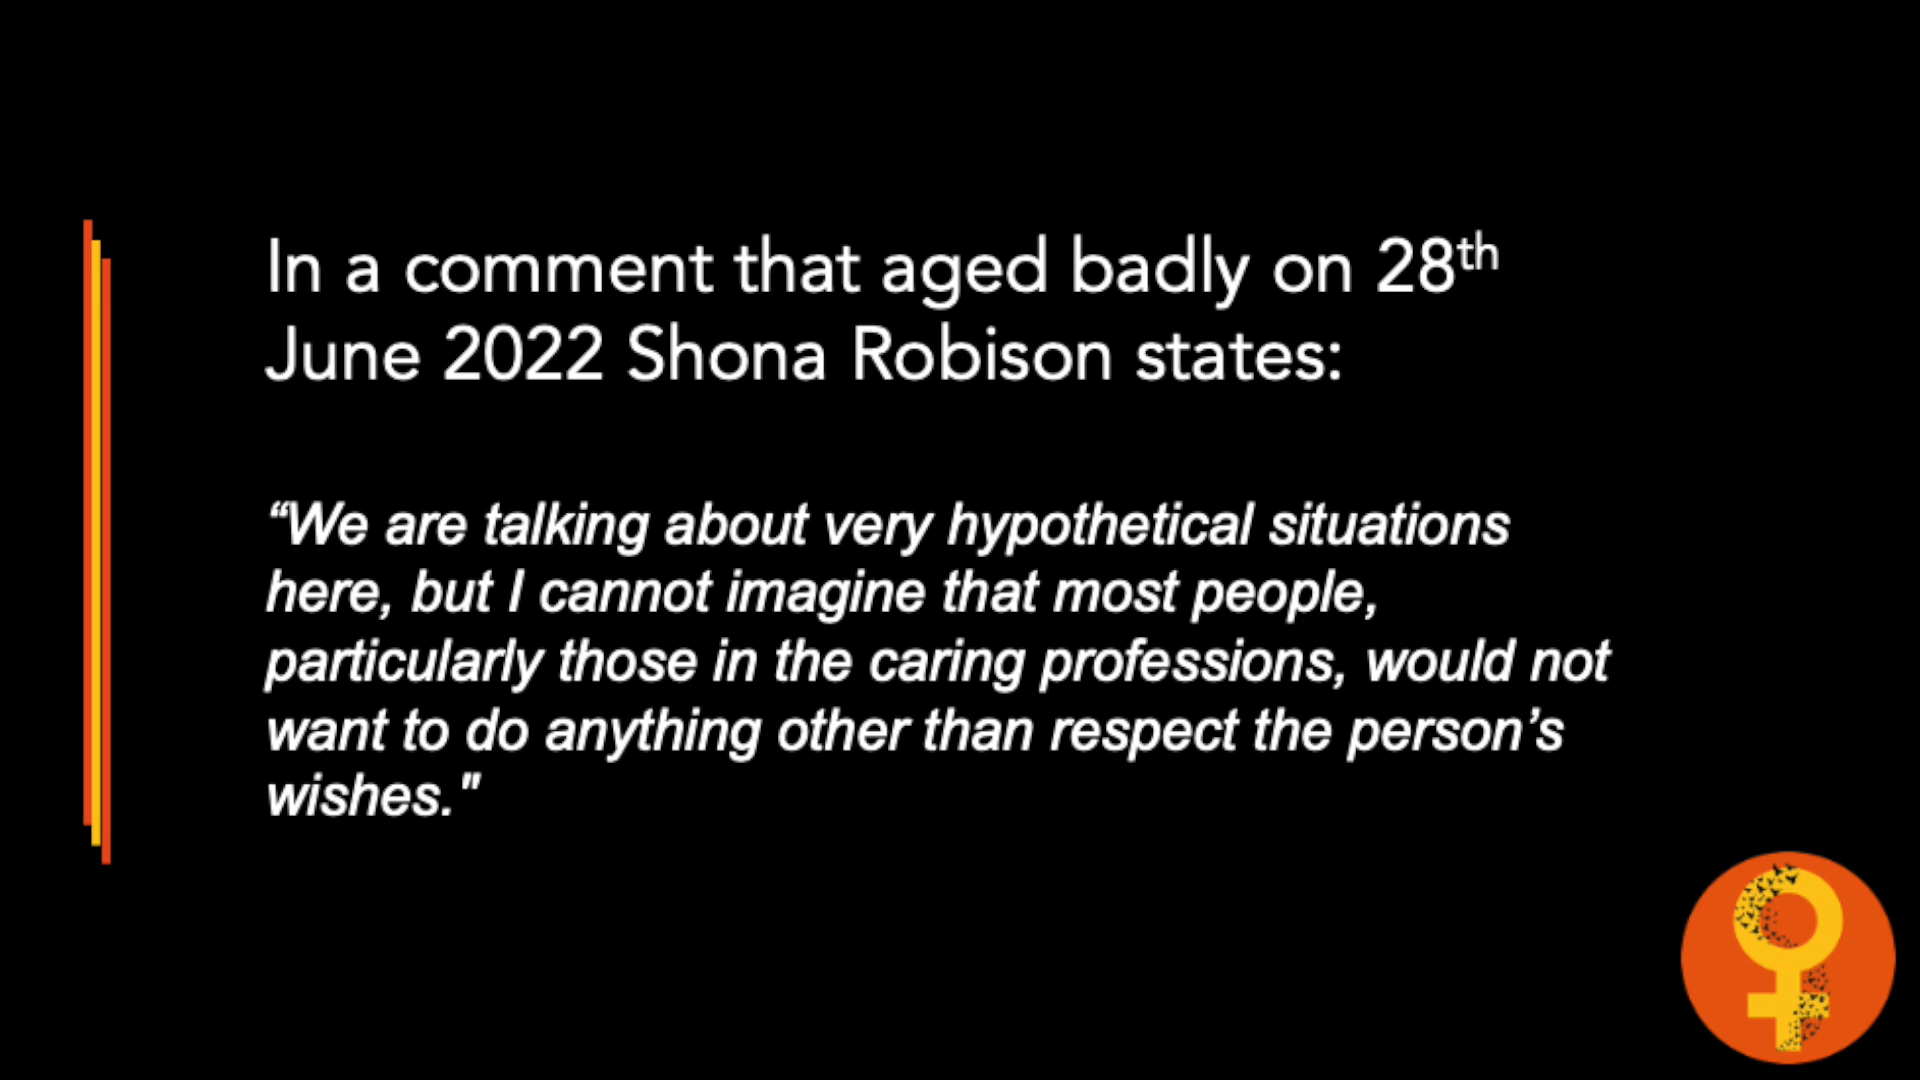 In a comment that aged badly on 28th
June 2022 Shona Robison states:
“We are talking about very hypothetical situations
here, but I cannot imagine that most people,
particularly those in the caring professions, would not
want to do anything other than respect the person’s
wishes."